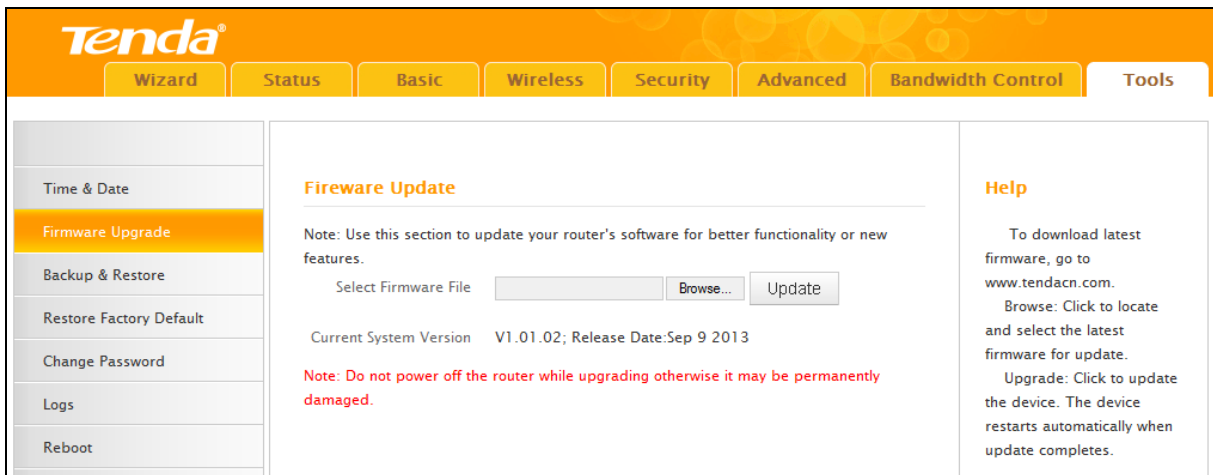 Tenda®
Wizard Status Basic Wireless Security Advanced Bandwidth Control Tools
Time & Date
Firmware Upgrade
Backup & Restore
Restore Factory Default
Change Password
Logs
Reboot
Fireware Update
Note: Use this section to update your router's software for better functionality or new
features.
Select Firmware File Browse... Update
Current System Version V1.01.02; Release Date:Sep 9 2013
Note: Do not power off the router while upgrading otherwise it may be permanently
damaged.
Help
To download latest
firmware, go to
www.tendacn.com.
Browse: Click to locate
and select the latest
firmware for update.
Upgrade: Click to update
the device. The device
restarts automatically when
update completes.